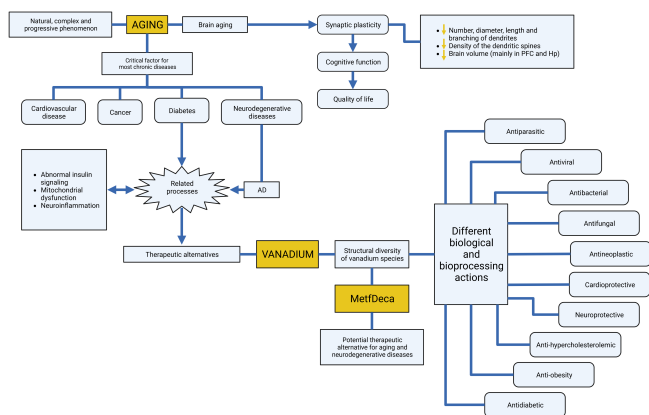 Natural, complex and
progressive phenomenon
AGING
Brain aging
Synaptic plasticity
Number, diameter, length and
branching of dendrites
Density of the dendritic spines
Brain volume (mainly in PFC and Hp)
Critical factor for
most chronic diseases
Cognitive function
Quality of life
Cardiovascular
disease
Cancer
Diabetes
Neurodegenerative
diseases
Abnormal insulin
signaling
Mitochondrial
dysfunction
Neuroinflammation
Related
processes
AD
Therapeutic alternatives
VANADIUM
Structural diversity
of vanadium species
MetfDeca
Potential therapeutic
alternative for aging and
neurodegenerative diseases
Different
biological
and
bioprocessing
actions
Antiparasitic
Antiviral
Antibacterial
Antifungal
Antineoplastic
Cardioprotective
Neuroprotective
Anti-hypercholesterolemic
Anti-obesity
Antidiabetic